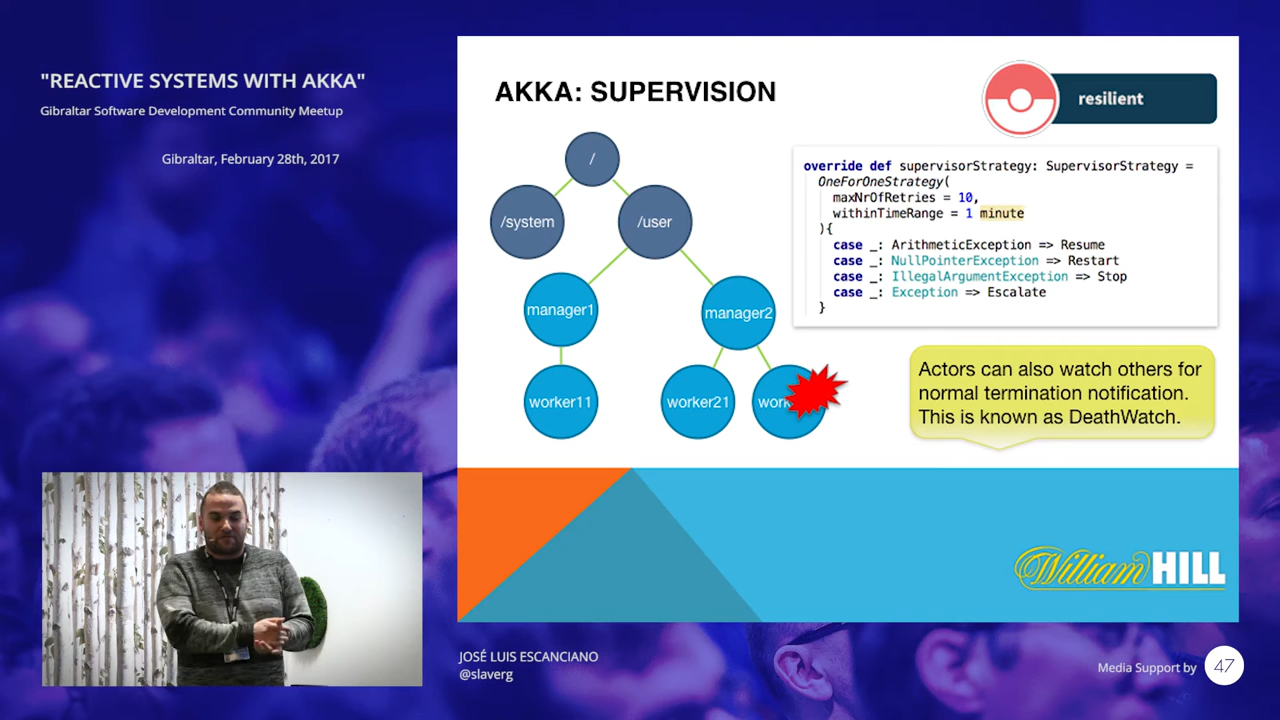 "REACTIVE SYSTEMS WITH AKKA"
Gibraltar Software Development Community Meetup
Gibraltar, February 28th, 2017
AKKA: SUPERVISION
resilient
/
/system
/user
manager1
manager2
worker11
worker21
override def supervisorStrategy: SupervisorStrategy =
OneForOneStrategy(
maxNrOfRetries = 10,
withinTimeRange = 1 minute
){
case _: ArithmeticException => Resume
case _: NullPointerException => Restart
case _: IllegalArgumentException => Stop
case _: Exception => Escalate
}
Actors can also watch others for
normal termination notification.
This is known as DeathWatch.
William HILL
JOSÉ LUIS ESCANCIANO
@slaverg
Media Support by
47